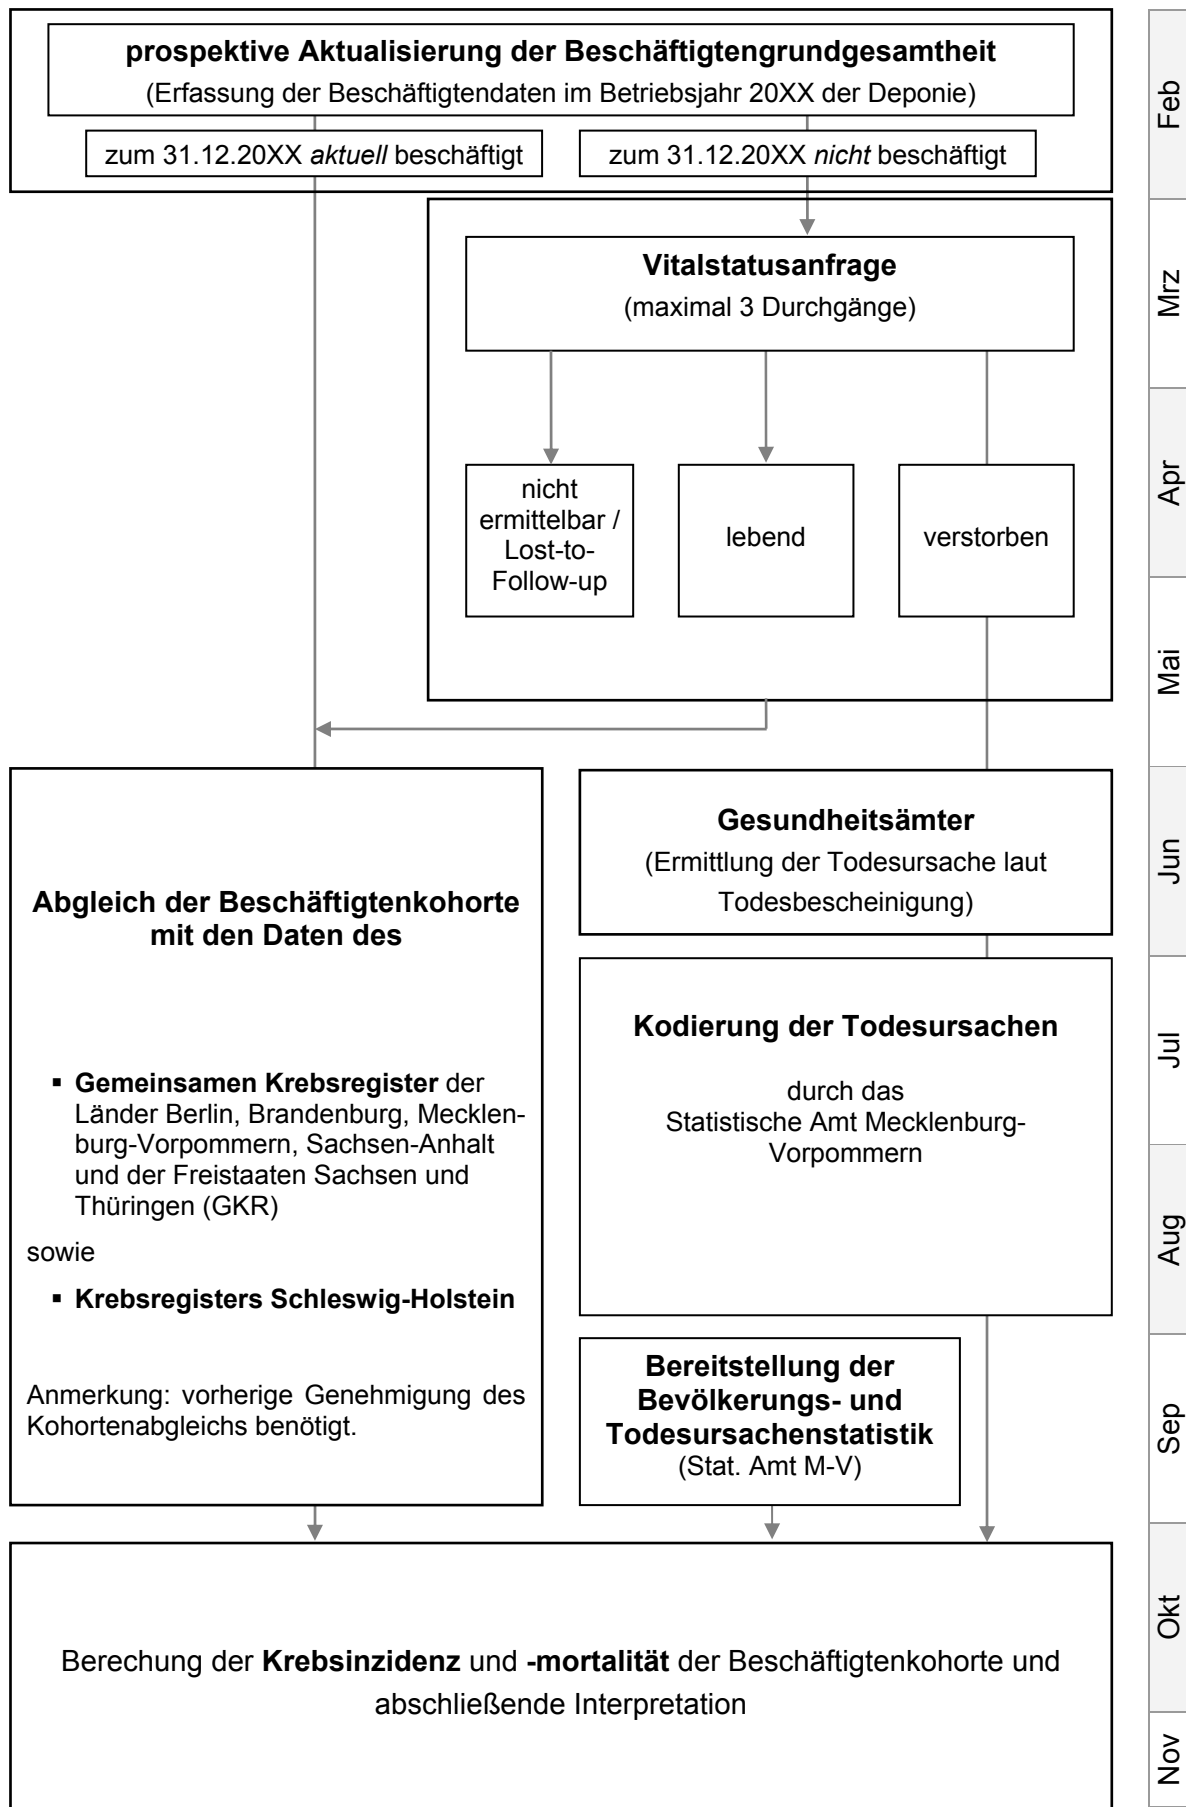 prospektive Aktualisierung der Beschäftigtengrundgesamtheit
(Erfassung der Beschäftigtendaten im Betriebsjahr 20XX der Deponie)
zum 31.12.20XX aktuell beschäftigt
zum 31.12.20XX nicht beschäftigt
Feb
Vitalstatusanfrage
(maximal 3 Durchgänge)
Mrz
nicht
ermittelbar /
Lost-to-
Follow-up
lebend
verstorben
Apr
Mai
Abgleich der Beschäftigtenkohorte
mit den Daten des
▪ Gemeinsamen Krebsregister der
Länder Berlin, Brandenburg, Mecklen-
burg-Vorpommern, Sachsen-Anhalt
und der Freistaaten Sachsen und
Thüringen (GKR)
sowie
▪ Krebsregisters Schleswig-Holstein
Anmerkung: vorherige Genehmigung des
Kohortenabgleichs benötigt.
Gesundheitsämter
(Ermittlung der Todesursache laut
Todesbescheinigung)
Jun
Kodierung der Todesursachen
durch das
Statistische Amt Mecklenburg-
Vorpommern
Jul
Aug
Bereitstellung der
Bevölkerungs- und
Todesursachenstatistik
(Stat. Amt M-V)
Sep
Berechung der Krebsinzidenz und -mortalität der Beschäftigtenkohorte und
abschließende Interpretation
Okt
Nov